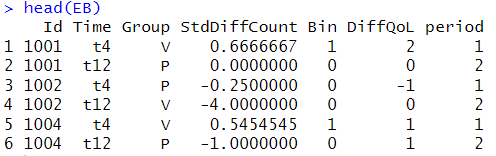 > head(EB)
Id Time Group StdDiffCount Bin DiffQoL period
1 1001 t4 V 0.6666667 1 2 1
2 1001 t12 P 0.0000000 0 0 2
3 1002 t4 P -0.2500000 0 -1 1
4 1002 t12 V -4.0000000 0 0 2
5 1004 t4 V 0.5454545 1 1 1
6 1004 t12 P -1.0000000 0 1 2